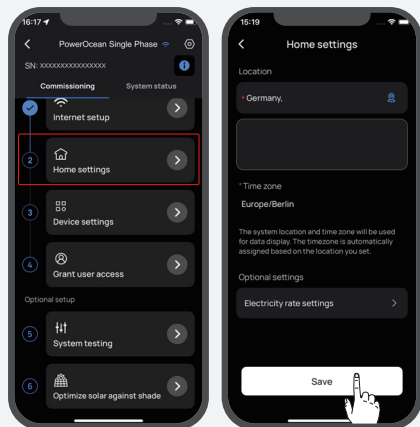 16:17
PowerOcean Single Phase
SN: xxxxxxxxxxxxxxx
Commissioning
System status
Internet setup
2
Home settings
3
Device settings
4
Grant user access
Optional setup
5
System testing
6
Optimize solar against shade
15:19
Home settings
Location
* Germany,
* Time zone
Europe/Berlin
The system location and time zone will be used
for data display. The timezone is automatically
assigned based on the location you set.
Optional settings
Electricity rate settings
Save